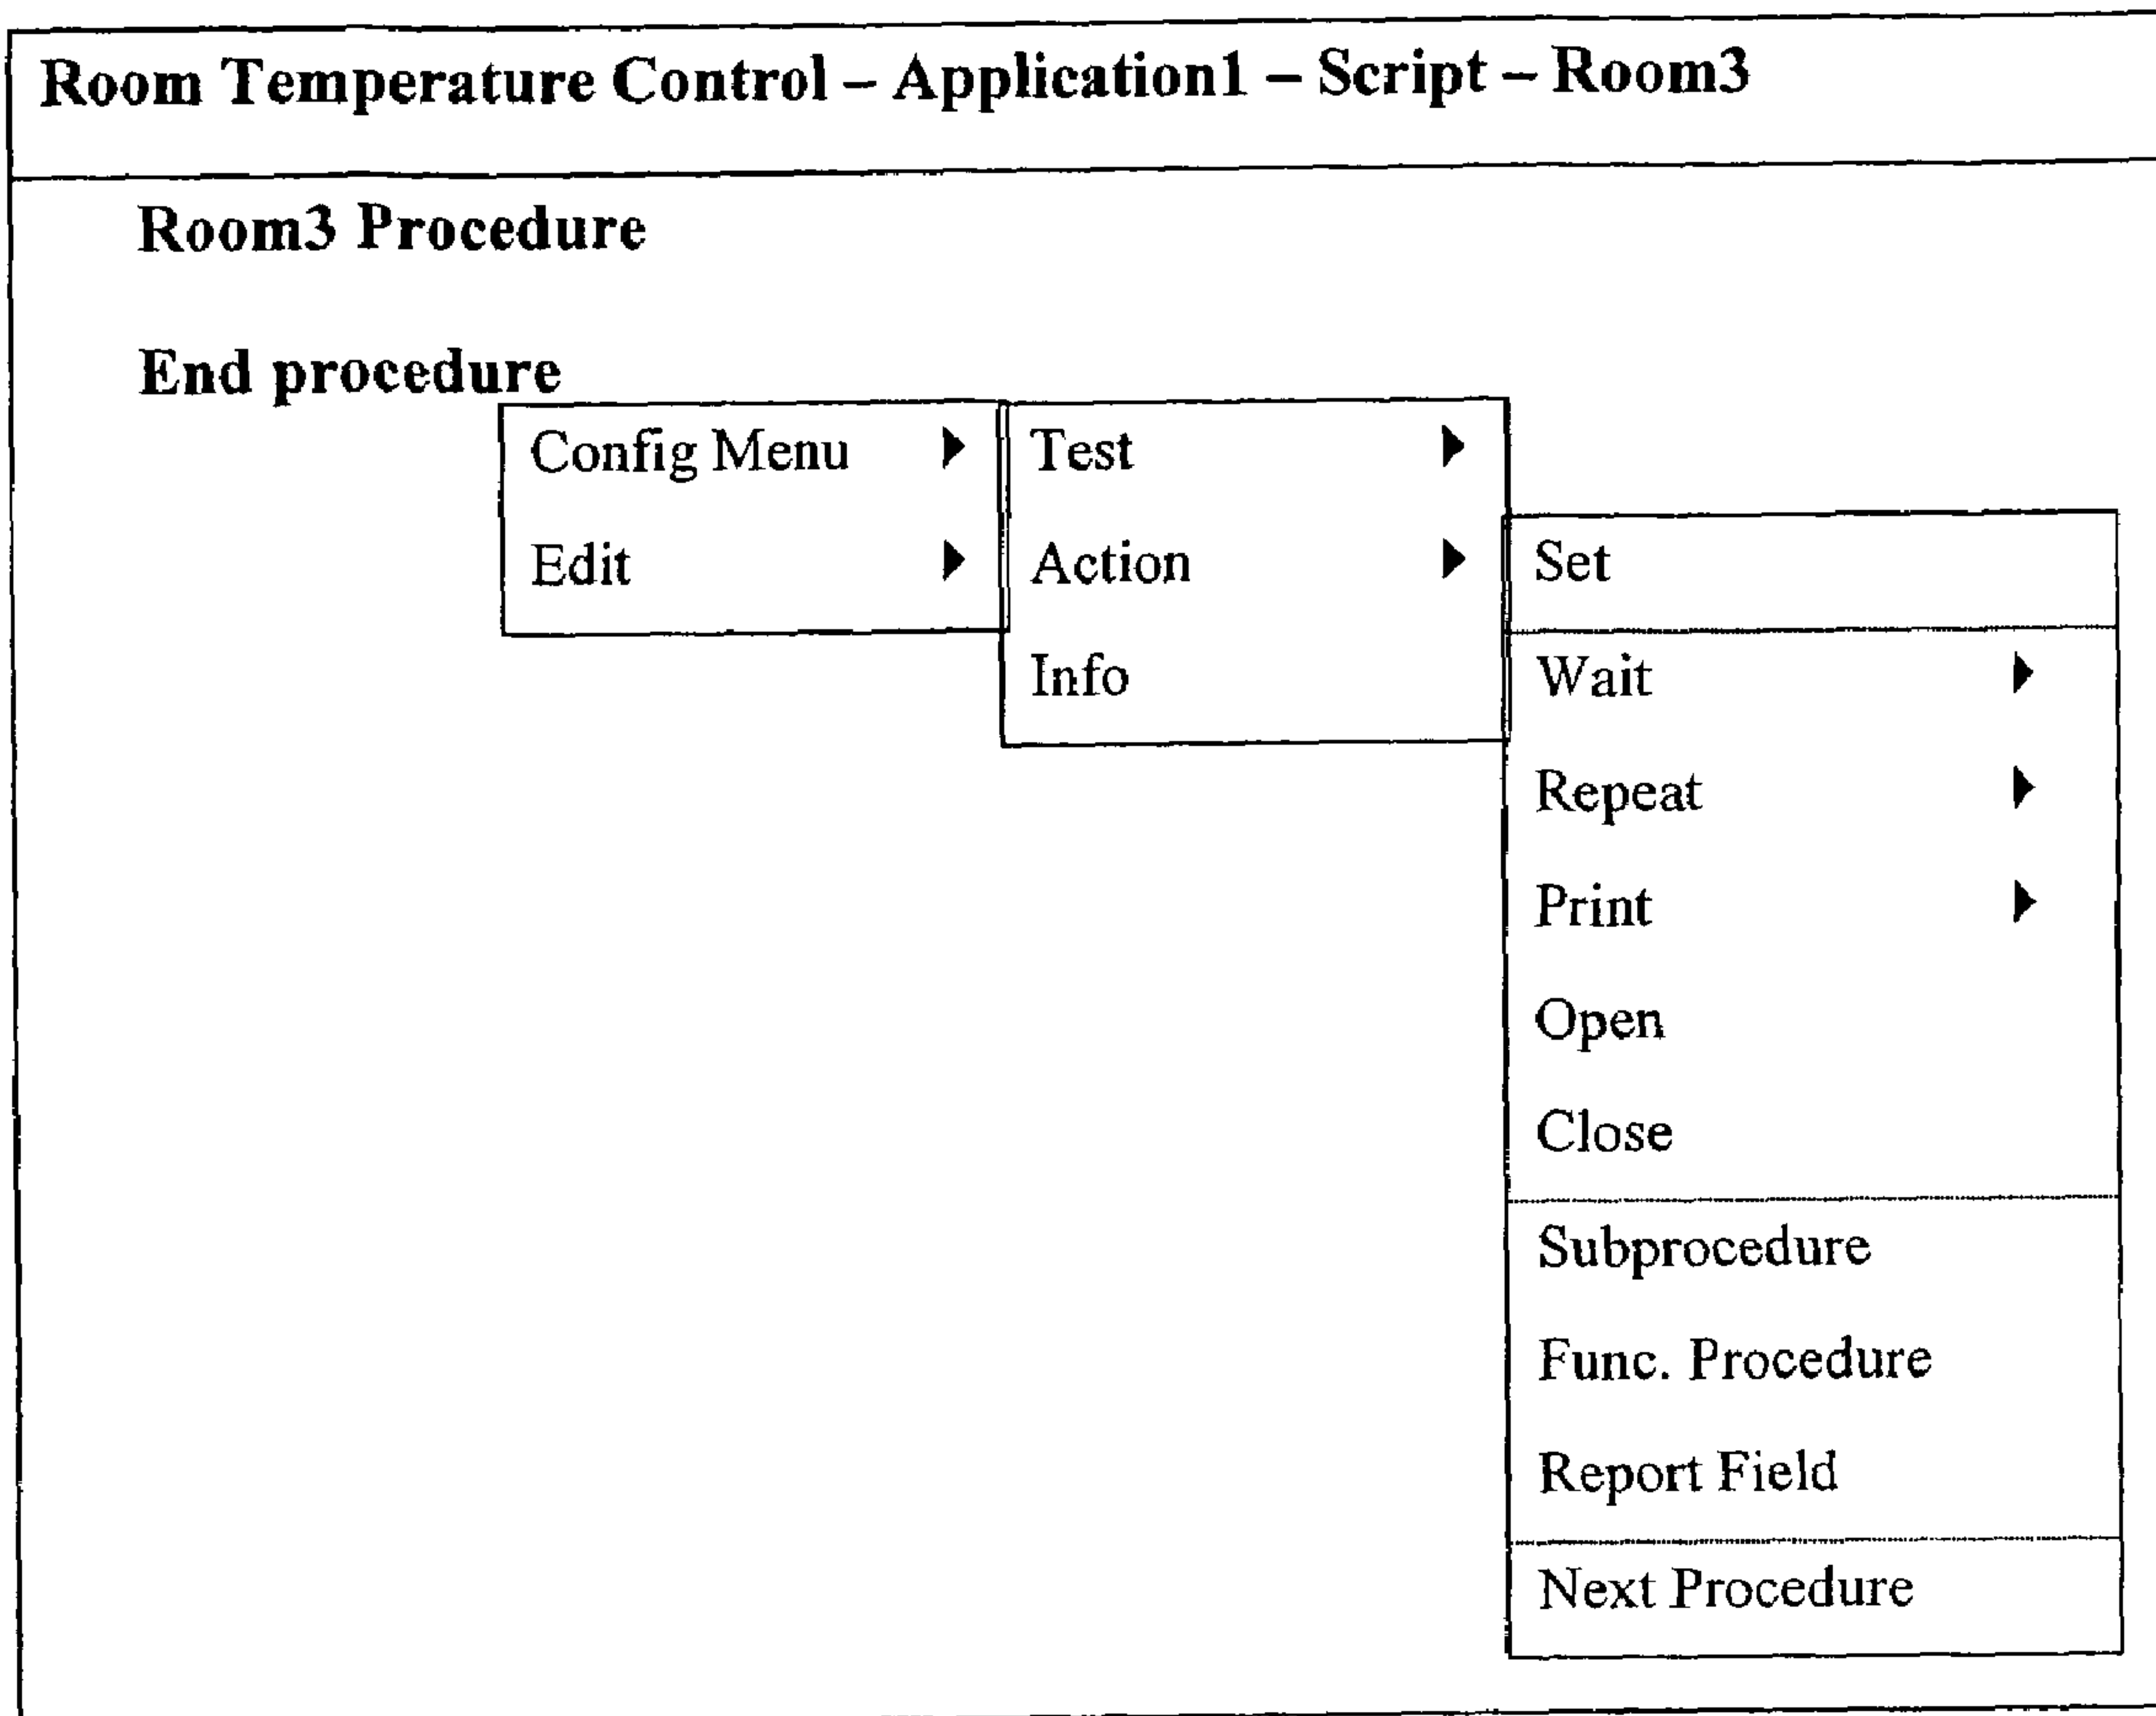 Room Temperature Control – Application1 – Script – Room3
Room3 Procedure
End procedure
Config Menu
Edit
Test
Action
Info
Set
Wait
Repeat
Print
Open
Close
Subprocedure
Func. Procedure
Report Field
Next Procedure